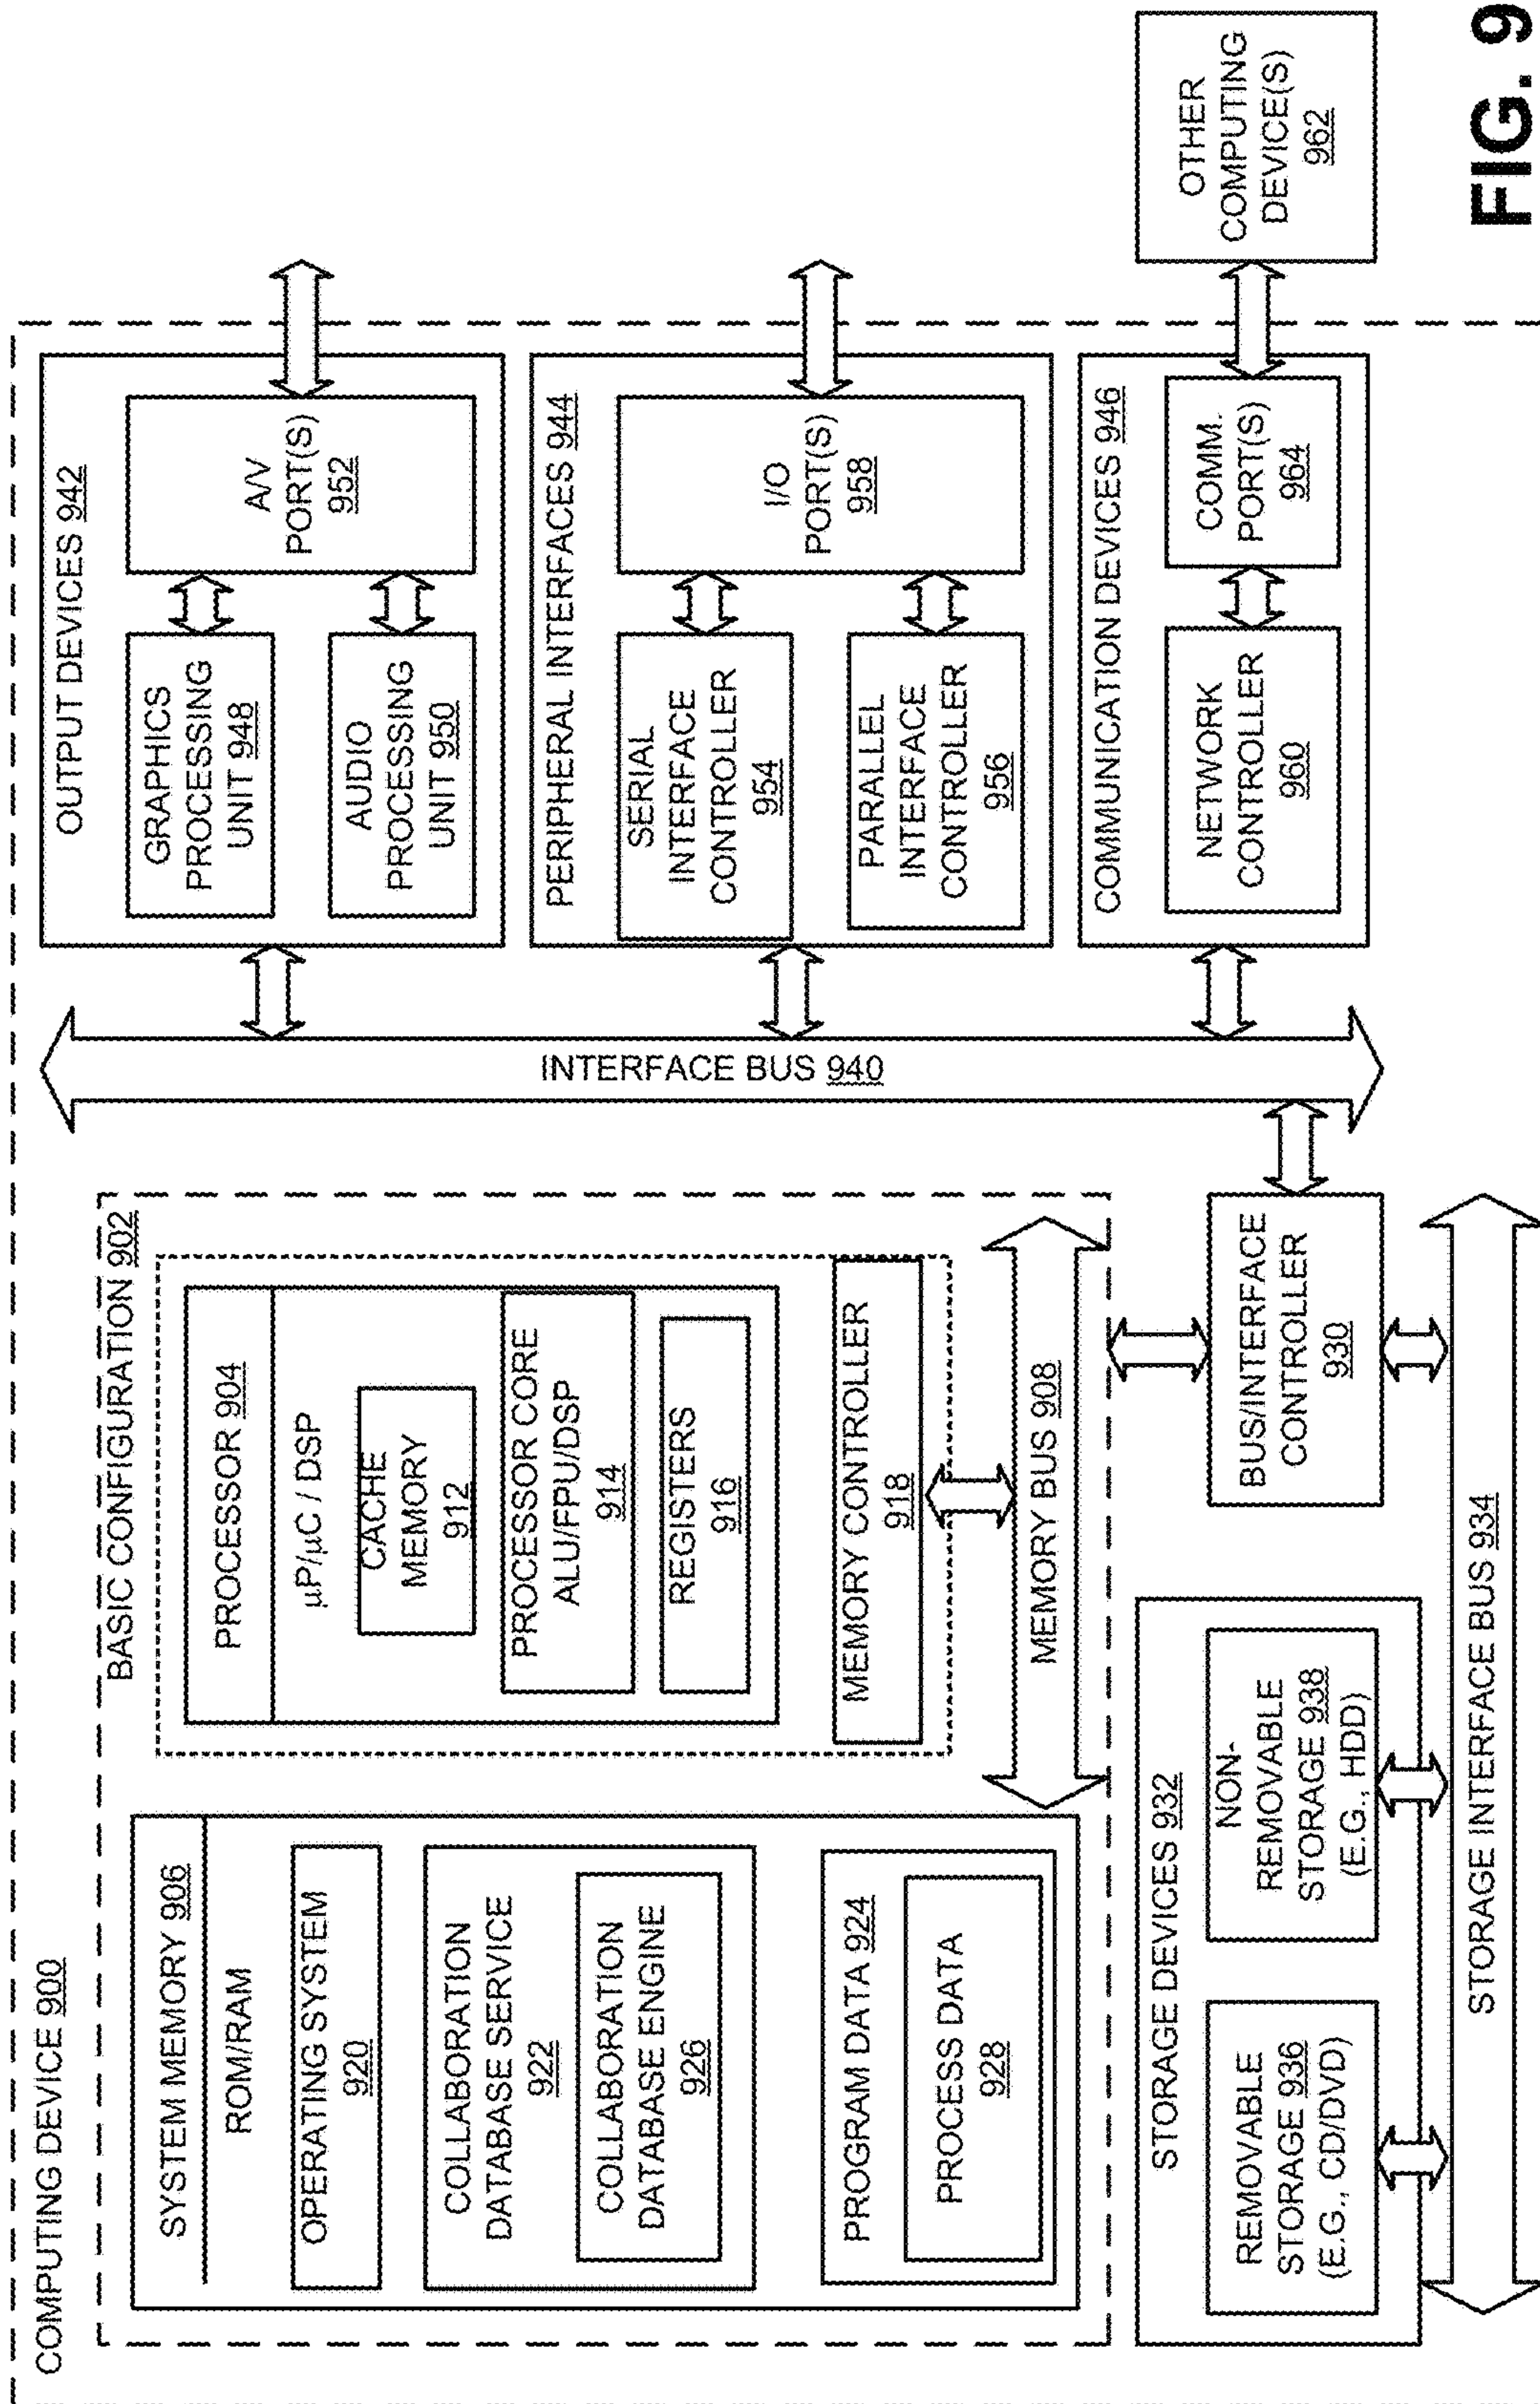 COMPUTING DEVICE 900
BASIC CONFIGURATION 902
SYSTEM MEMORY 906
ROM/RAM
OPERATING SYSTEM
920
COLLABORATION
DATABASE SERVICE
922
COLLABORATION
DATABASE ENGINE
926
PROGRAM DATA 924
PROCESS DATA
928
PROCESSOR 904
µP/µC / DSP
CACHE
MEMORY
912
PROCESSOR CORE
ALU/FPU/DSP
914
REGISTERS
916
MEMORY CONTROLLER
918
MEMORY BUS 908
STORAGE DEVICES 932
REMOVABLE
STORAGE 936
(E.G., CD/DVD)
NON-
REMOVABLE
STORAGE 938
(E.G., HDD)
BUS/INTERFACE
CONTROLLER
930
STORAGE INTERFACE BUS 934
INTERFACE BUS 940
OUTPUT DEVICES 942
GRAPHICS
PROCESSING
UNIT 948
AUDIO
PROCESSING
UNIT 950
A/V
PORT(S)
952
PERIPHERAL INTERFACES 944
SERIAL
INTERFACE
CONTROLLER
954
PARALLEL
INTERFACE
CONTROLLER
956
I/O
PORT(S)
958
COMMUNICATION DEVICES 946
NETWORK
CONTROLLER
960
COMM.
PORT(S)
964
OTHER
COMPUTING
DEVICE(S)
962
FIG. 9